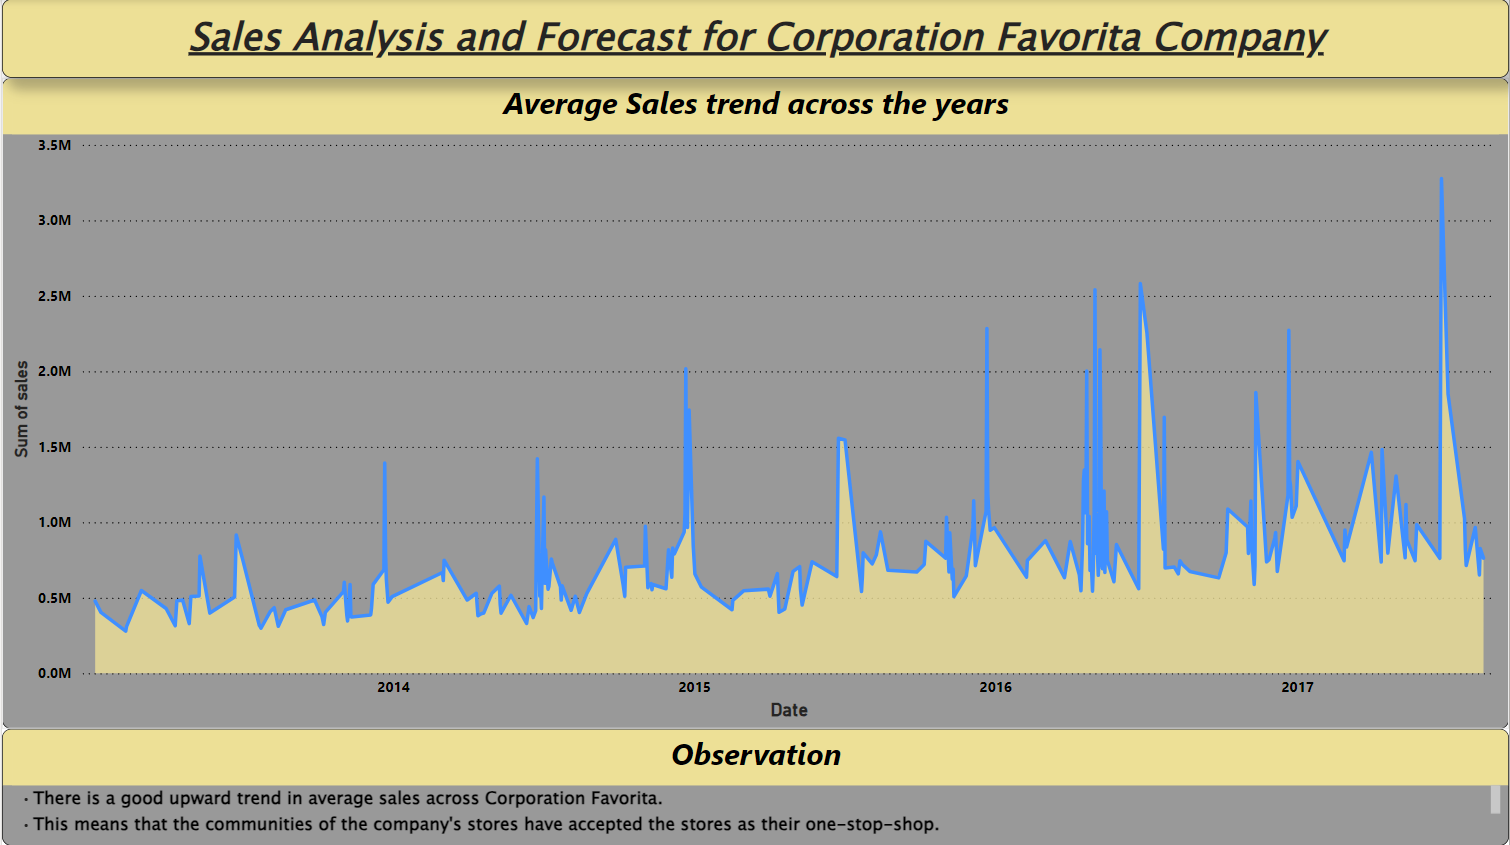 Sales Analysis and Forecast for Corporation Favorita Company
Average Sales trend across the years
3.5M
3.0M
2.5M
2.0M
1.5M
1.0M
0.5M
0.0M
Sum of sales
2014 2015 2016 2017
Date
Observation
· There is a good upward trend in average sales across Corporation Favorita.
· This means that the communities of the company's stores have accepted the stores as their one-stop-shop.